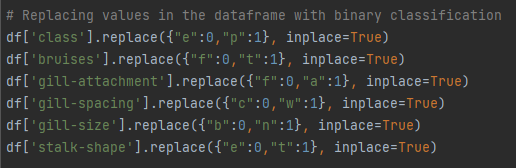 # Replacing values in the dataframe with binary classification
df['class'].replace({"e":0,"p":1}, inplace=True)
df['bruises'].replace({"f":0,"t":1}, inplace=True)
df['gill-attachment'].replace({"f":0,"a":1}, inplace=True)
df['gill-spacing'].replace({"c":0,"w":1}, inplace=True)
df['gill-size'].replace({"b":0,"n":1}, inplace=True)
df['stalk-shape'].replace({"e":0,"t":1}, inplace=True)